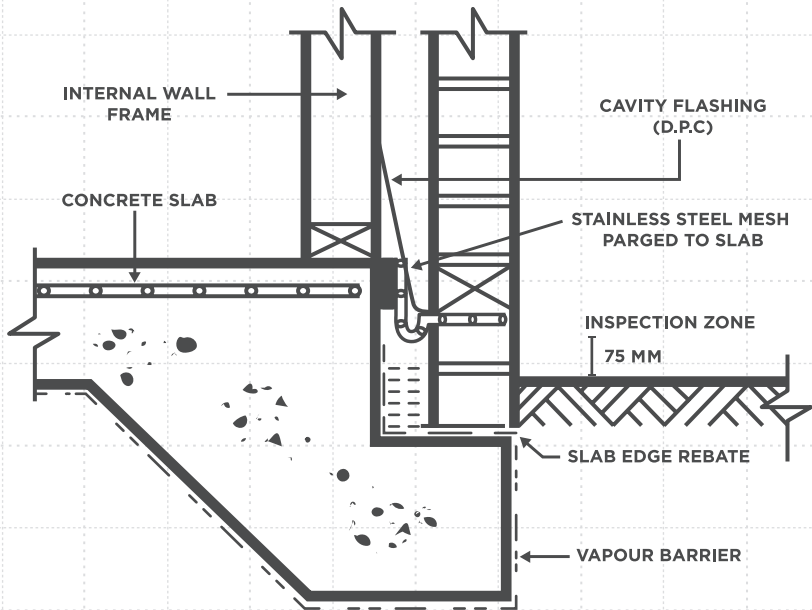 INTERNAL WALL
FRAME
CAVITY FLASHING
(D.P.C)
CONCRETE SLAB
STAINLESS STEEL MESH
PARGED TO SLAB
INSPECTION ZONE
75 MM
SLAB EDGE REBATE
VAPOUR BARRIER